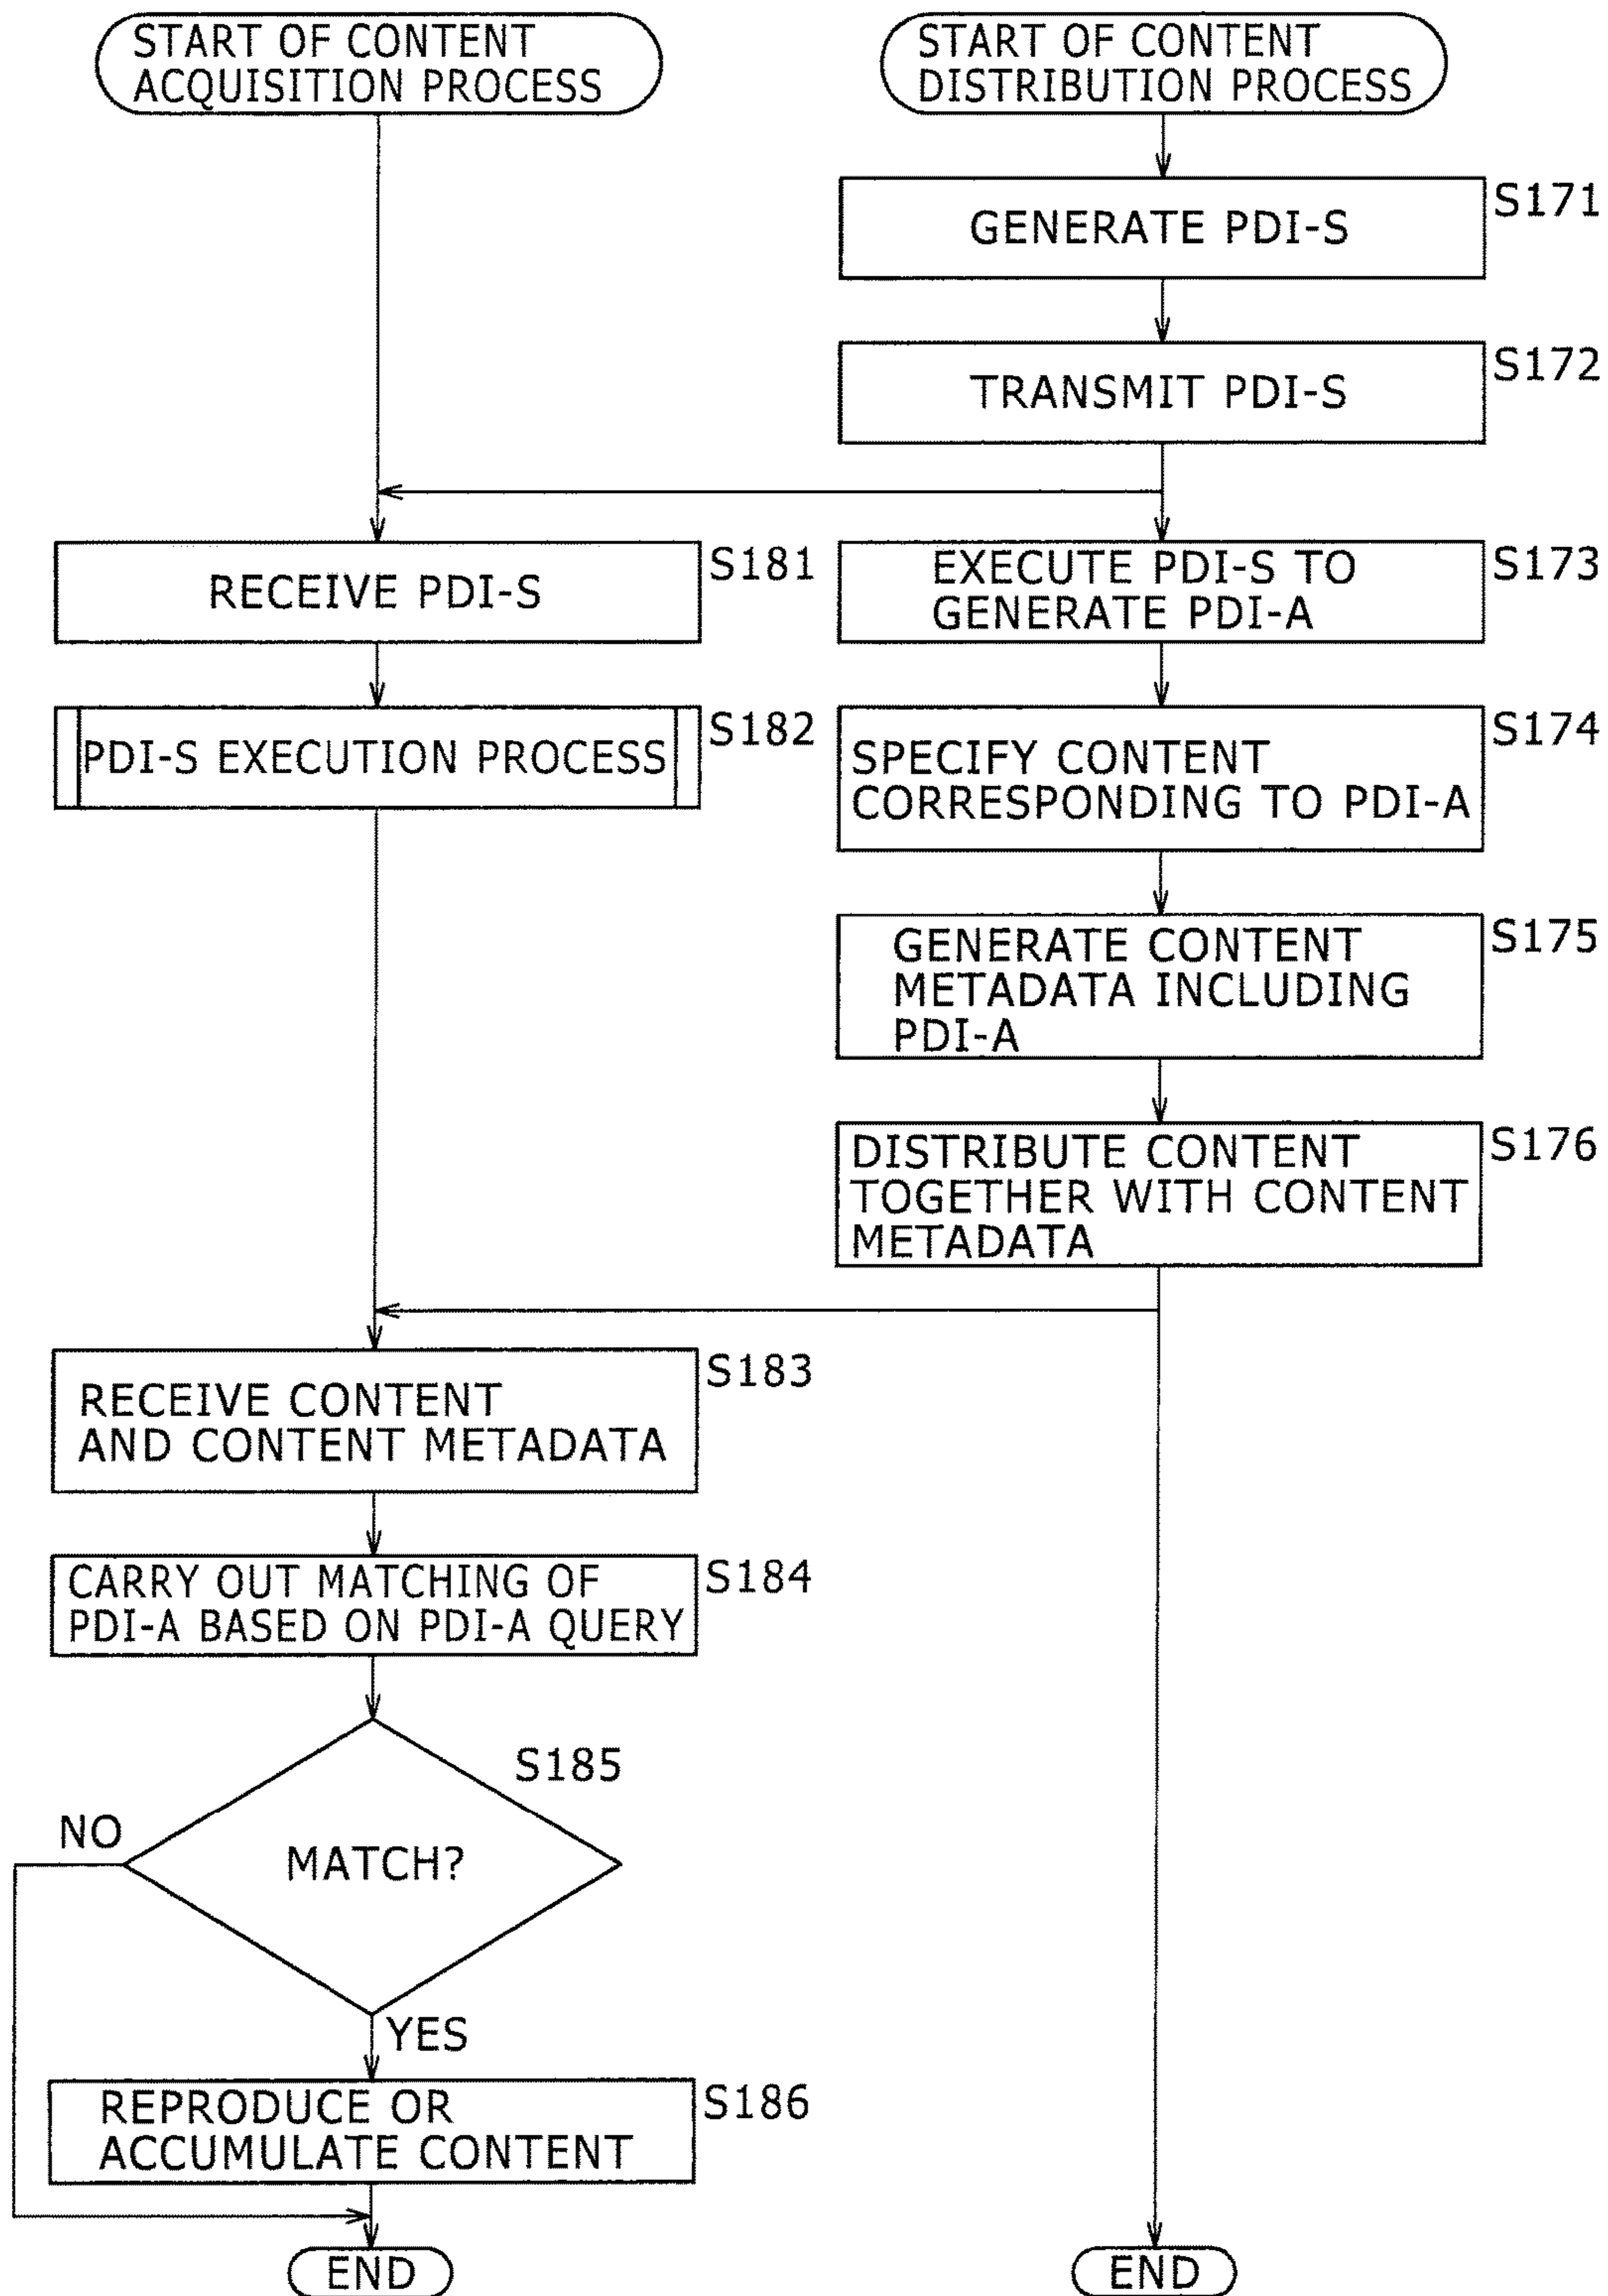 START OF CONTENT
ACQUISITION PROCESS
START OF CONTENT
DISTRIBUTION PROCESS
S171
GENERATE PDI-S
S172
TRANSMIT PDI-S
S181
RECEIVE PDI-S
S173
EXECUTE PDI-S TO
GENERATE PDI-A
S182
PDI-S EXECUTION PROCESS
S174
SPECIFY CONTENT
CORRESPONDING TO PDI-A
S175
GENERATE CONTENT
METADATA INCLUDING
PDI-A
S176
DISTRIBUTE CONTENT
TOGETHER WITH CONTENT
METADATA
S183
RECEIVE CONTENT
AND CONTENT METADATA
S184
CARRY OUT MATCHING OF
PDI-A BASED ON PDI-A QUERY
S185
NO
MATCH?
YES
S186
REPRODUCE OR
ACCUMULATE CONTENT
END
END